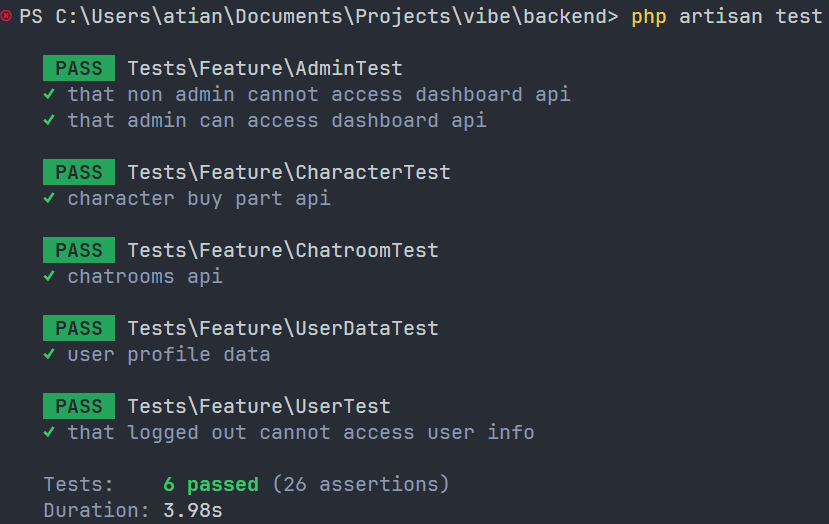 PS C:\Users\atian\Documents\Projects\vibe\backend> php artisan test
PASS Tests\Feature\AdminTest
✓ that non admin cannot access dashboard api
✓ that admin can access dashboard api
PASS Tests\Feature\CharacterTest
✓ character buy part api
PASS Tests\Feature\ChatroomTest
✓ chatrooms api
PASS Tests\Feature\UserDataTest
✓ user profile data
PASS Tests\Feature\UserTest
✓ that logged out cannot access user info
Tests: 6 passed (26 assertions)
Duration: 3.98s